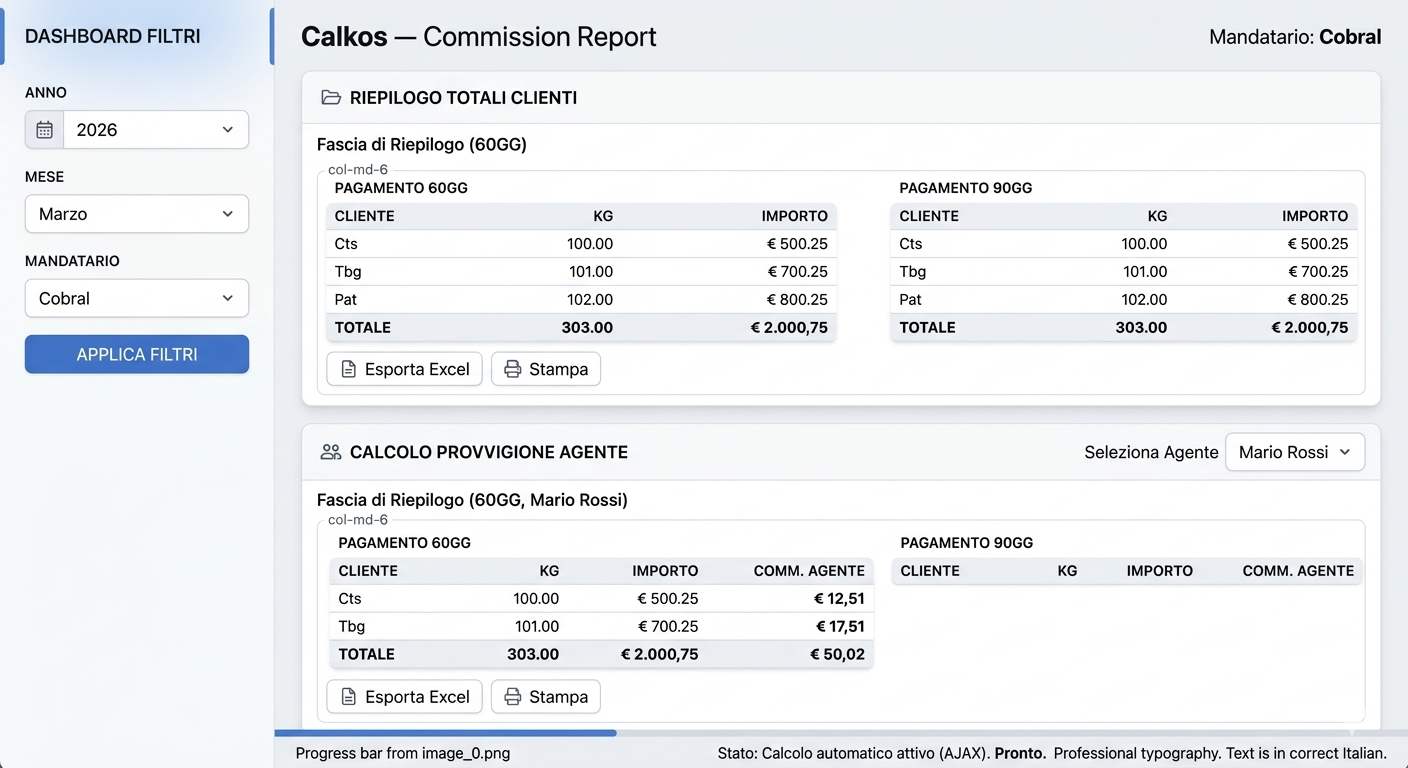 DASHBOARD FILTRI
ANNO
2026
MESE
Marzo
MANDATARIO
Cobral
APPLICA FILTRI
Calkos — Commission Report
Mandatario: Cobral
RIEPILOGO TOTALI CLIENTI
Fascia di Riepilogo (60GG)
col-md-6
PAGAMENTO 60GG
CLIENTE KG IMPORTO
Cts 100.00 € 500.25
Tbg 101.00 € 700.25
Pat 102.00 € 800.25
TOTALE 303.00 € 2.000,75
PAGAMENTO 90GG
CLIENTE KG IMPORTO
Cts 100.00 € 500.25
Tbg 101.00 € 700.25
Pat 102.00 € 800.25
TOTALE 303.00 € 2.000,75
Esporta Excel Stampa
CALCOLO PROVVIGIONE AGENTE
Seleziona Agente Mario Rossi
Fascia di Riepilogo (60GG, Mario Rossi)
col-md-6
PAGAMENTO 60GG
CLIENTE KG IMPORTO COMM. AGENTE
Cts 100.00 € 500.25 € 12,51
Tbg 101.00 € 700.25 € 17,51
TOTALE 303.00 € 2.000,75 € 50,02
PAGAMENTO 90GG
CLIENTE KG IMPORTO COMM. AGENTE
Esporta Excel Stampa
Progress bar from image_0.png
Stato: Calcolo automatico attivo (AJAX). Pronto. Professional typography. Text is in correct Italian.